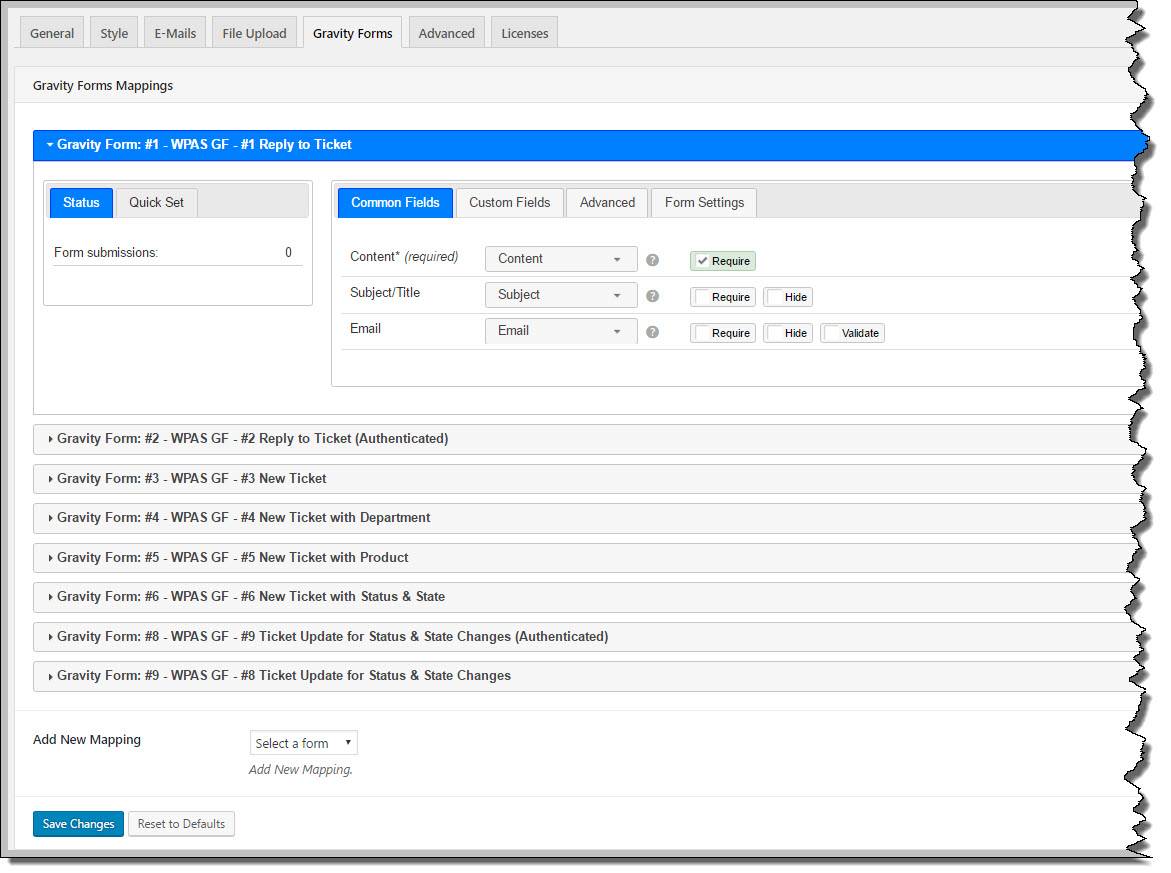 General Style E-Mails File Upload Gravity Forms Advanced Licenses
Gravity Forms Mappings
Gravity Form: #1 - WPAS GF - #1 Reply to Ticket
Status Quick Set
Form submissions: 0
Common Fields Custom Fields Advanced Form Settings
Content* (required) Content ? Require
Subject/Title Subject ? Require Hide
Email Email ? Require Hide Validate
Gravity Form: #2 - WPAS GF - #2 Reply to Ticket (Authenticated)
Gravity Form: #3 - WPAS GF - #3 New Ticket
Gravity Form: #4 - WPAS GF - #4 New Ticket with Department
Gravity Form: #5 - WPAS GF - #5 New Ticket with Product
Gravity Form: #6 - WPAS GF - #6 New Ticket with Status & State
Gravity Form: #8 - WPAS GF - #9 Ticket Update for Status & State Changes (Authenticated)
Gravity Form: #9 - WPAS GF - #8 Ticket Update for Status & State Changes
Add New Mapping Select a form
Add New Mapping.
Save Changes Reset to Defaults